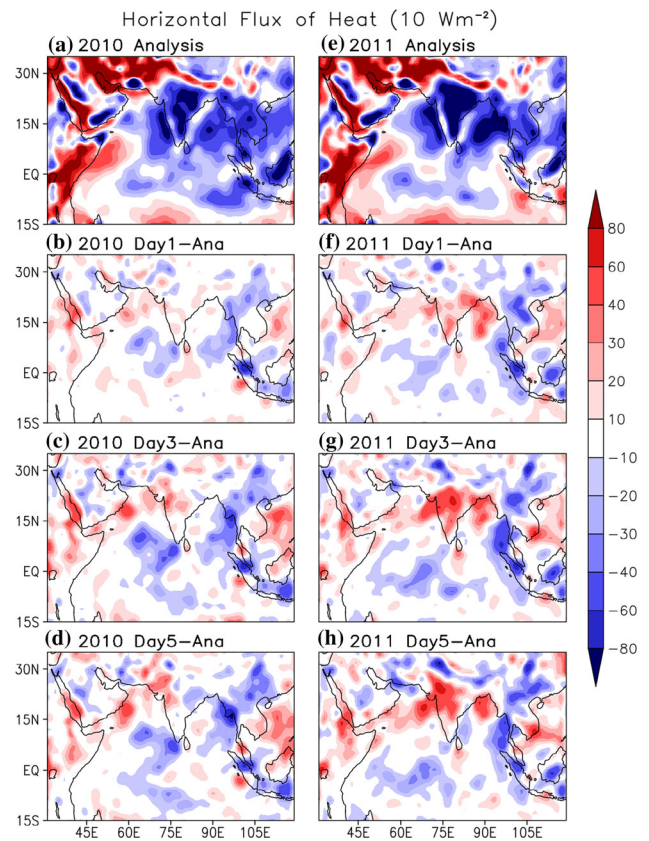 Horizontal Flux of Heat (10 Wm⁻²)
(a) 2010 Analysis
(e) 2011 Analysis
30N
15N
EQ
15S
(b) 2010 Day1-Ana
(f) 2011 Day1-Ana
30N
15N
EQ
15S
(c) 2010 Day3-Ana
(g) 2011 Day3-Ana
30N
15N
EQ
15S
(d) 2010 Day5-Ana
(h) 2011 Day5-Ana
30N
15N
EQ
15S
45E 60E 75E 90E 105E
45E 60E 75E 90E 105E
80
60
40
30
20
10
-10
-20
-30
-40
-60
-80